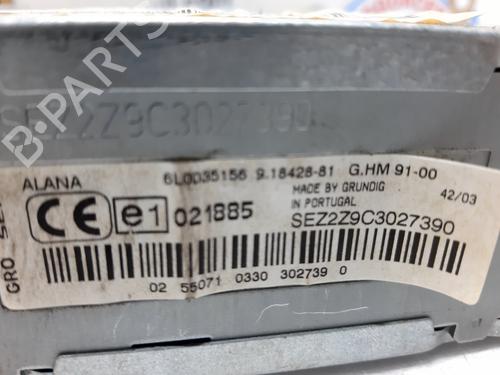 SEZ2Z9C3027390
ALANA 6L0035156 9.18428-81 G.HM 91-00
MADE BY GRUNDIG
IN PORTUGAL
42/03
CE e1 021885
SEZ2Z9C3027390
02 55071 0330 302739 0
GRO SE
B-PARTS